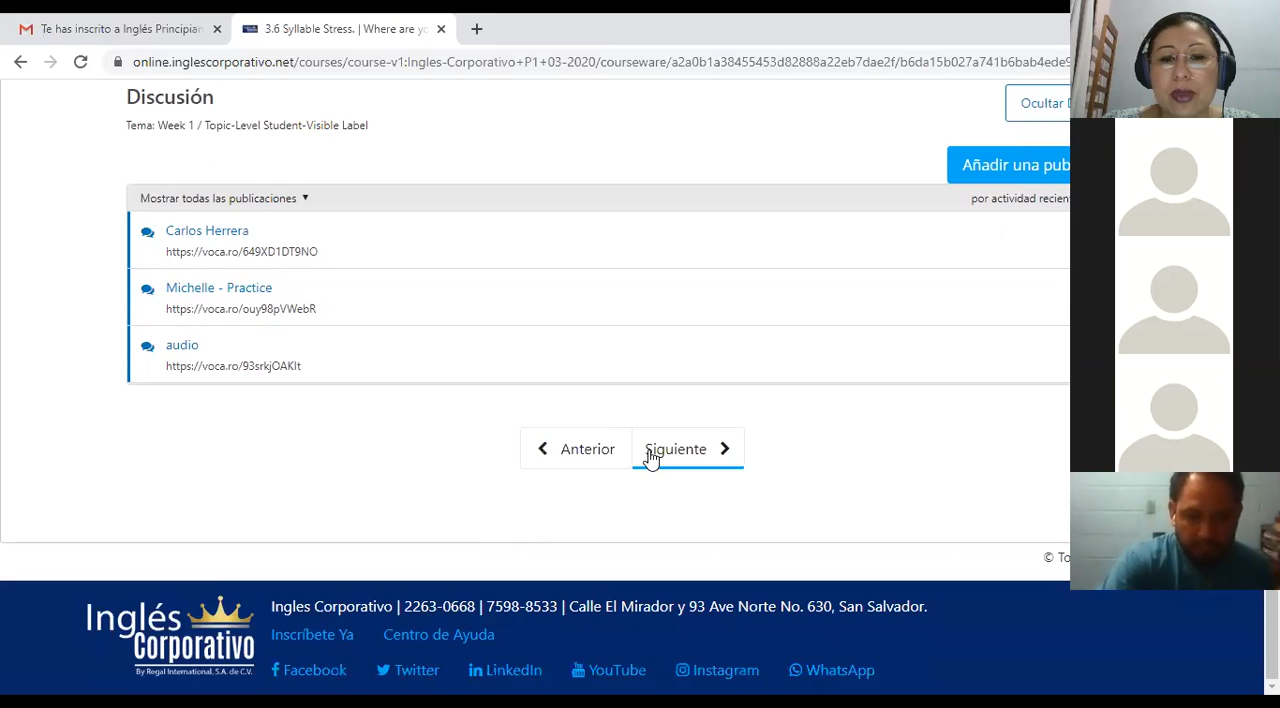 Te has inscrito a Inglés Principian
3.6 Syllable Stress. | Where are yo
online.inglescorporativo.net/courses/course-v1:Ingles-Corporativo+P1+03-2020/courseware/a2a0b1a38455453d82888a22eb7dae2f/b6da15b027a741b6bab4ede9
Discusión
Ocultar
Tema: Week 1 / Topic-Level Student-Visible Label
Añadir una pub
Mostrar todas las publicaciones
por actividad recien
Carlos Herrera
https://voca.ro/649XD1DT9NO
Michelle - Practice
https://voca.ro/ouy98pVWebR
audio
https://voca.ro/93srkjOAKIt
Anterior
Siguiente
© To
Inglés Corporativo
By Regal International, S.A. de C.V.
Ingles Corporativo | 2263-0668 | 7598-8533 | Calle El Mirador y 93 Ave Norte No. 630, San Salvador.
Inscríbete Ya Centro de Ayuda
Facebook Twitter LinkedIn YouTube Instagram WhatsApp